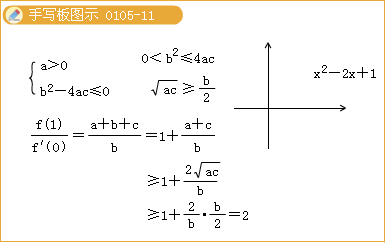 手写板图示 0105-11
a>0
b²-4ac≤0
0<b²≤4ac
√ac ≥ b/2
x²-2x+1
f(1)/f'(0) = (a+b+c)/b = 1+(a+c)/b
≥1+2√ac/b
≥1+2/b·b/2=2